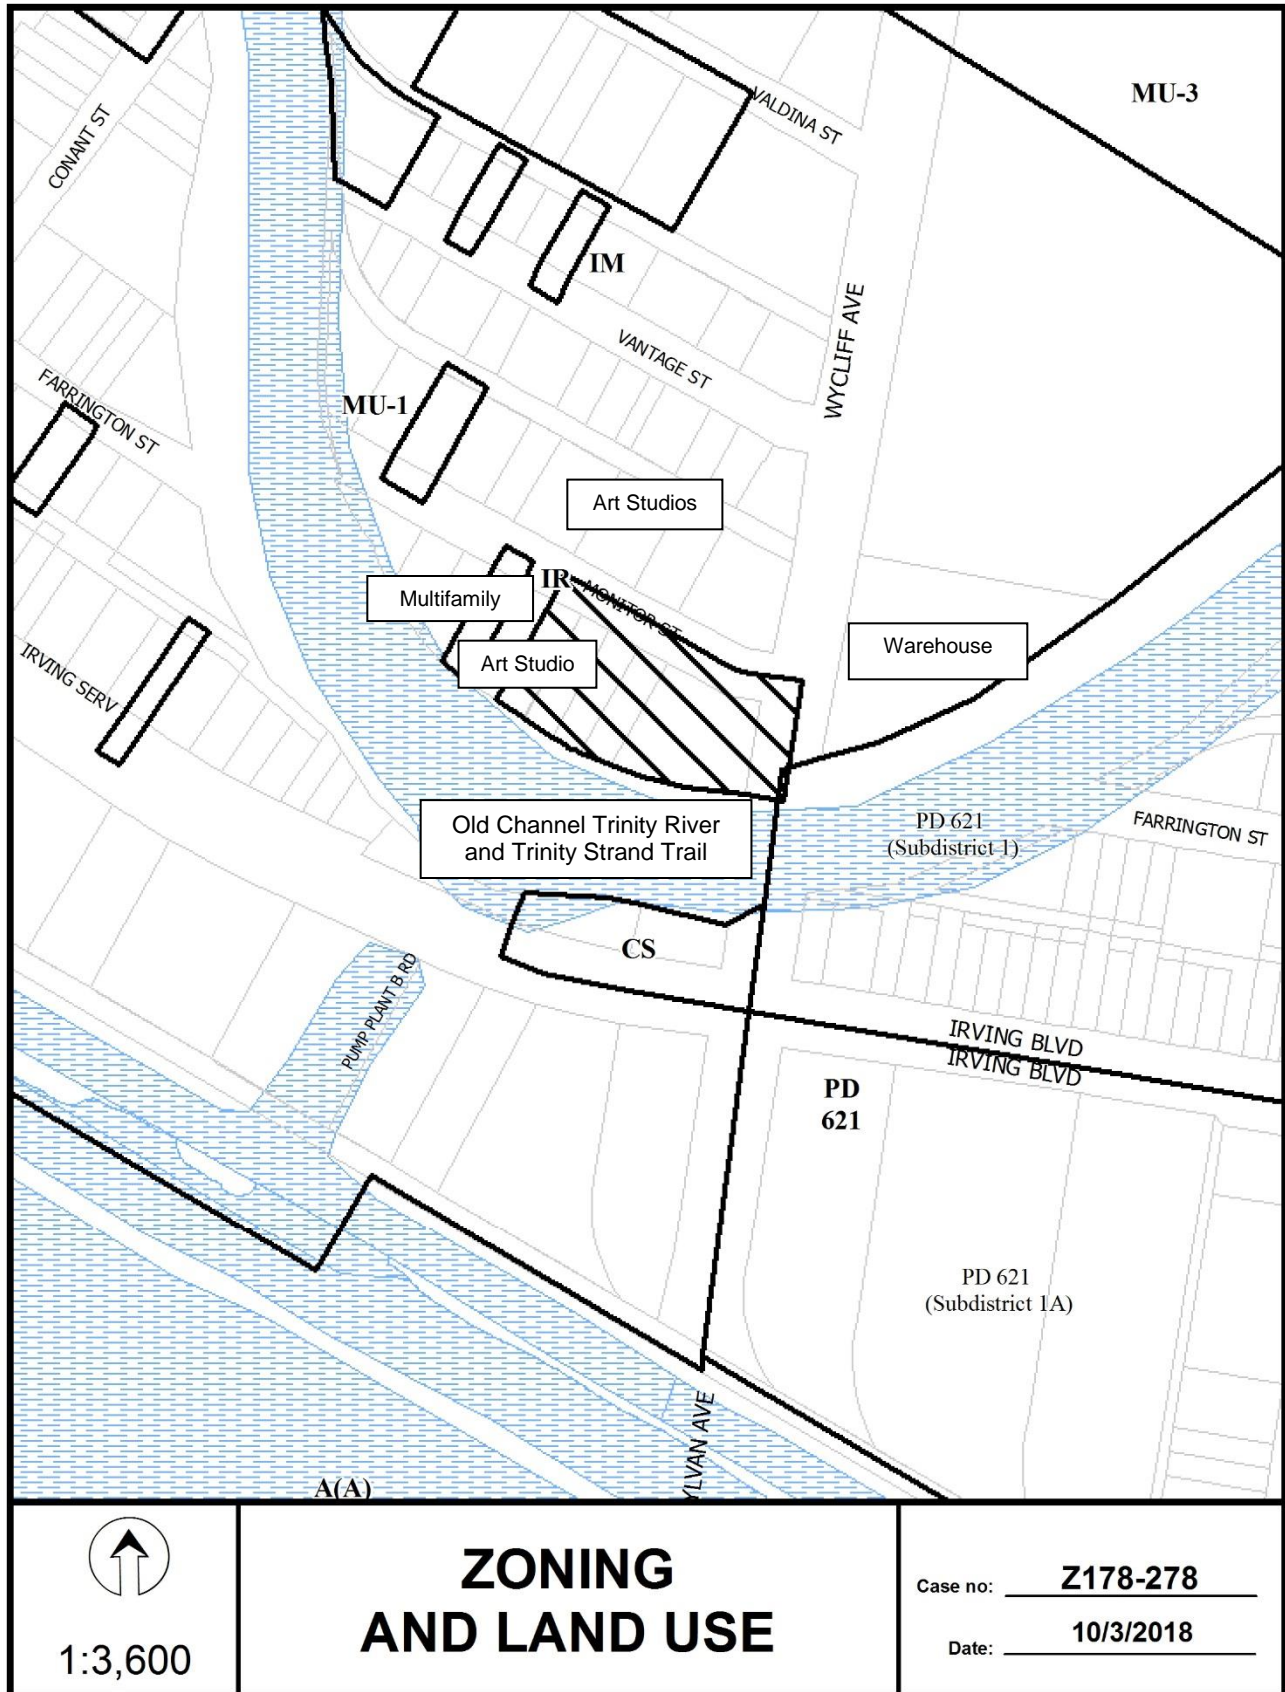 MU-3
VALDINA ST
CONANT ST
IM
WYCLIFF AVE
VANTAGE ST
FARRINGTON ST
MU-1
Art Studios
IR
MONITOR ST
Multifamily
Warehouse
Art Studio
IRVING SERV
Old Channel Trinity River
and Trinity Strand Trail
PD 621
(Subdistrict 1)
FARRINGTON ST
CS
PUMP PLANT B RD
IRVING BLVD
IRVING BLVD
PD
621
PD 621
(Subdistrict 1A)
YLVAN AVE
A(A)
1:3,600
ZONING
AND LAND USE
Case no: Z178-278
Date: 10/3/2018